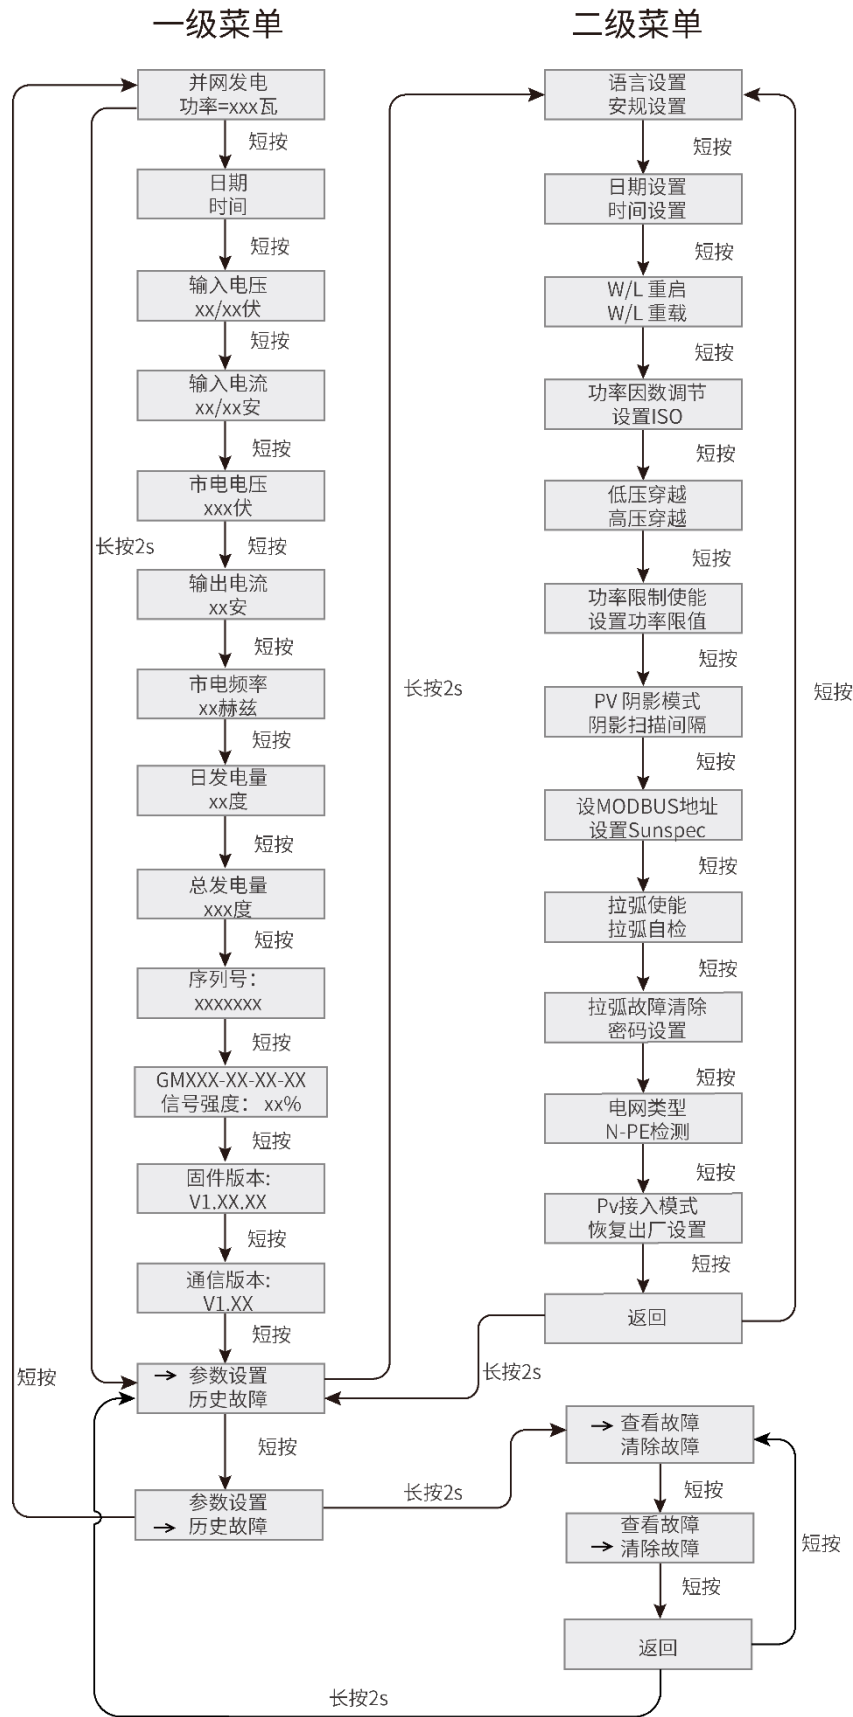 一级菜单
并网发电
功率=xxx瓦
短按
日期
时间
短按
输入电压
xx/xx伏
短按
输入电流
xx/xx安
短按
市电电压
xxx伏
长按2s
短按
输出电流
xx安
短按
市电频率
xx赫兹
短按
日发电量
xx度
短按
总发电量
xxx度
短按
序列号：
xxxxxxx
短按
GMXXX-XX-XX-XX
信号强度： xx%
短按
固件版本:
V1.XX.XX
短按
通信版本:
V1.XX
短按
短按
→ 参数设置
历史故障
短按
参数设置
→ 历史故障
二级菜单
语言设置
安规设置
短按
日期设置
时间设置
短按
W/L 重启
W/L 重载
短按
功率因数调节
设置ISO
短按
低压穿越
高压穿越
短按
功率限制使能
设置功率限值
长按2s
短按
短按
PV 阴影模式
阴影扫描间隔
短按
设MODBUS地址
设置Sunspec
短按
拉弧使能
拉弧自检
短按
拉弧故障清除
密码设置
短按
电网类型
N-PE检测
短按
Pv接入模式
恢复出厂设置
短按
返回
长按2s
长按2s
→ 查看故障
清除故障
短按
查看故障
→ 清除故障
短按
短按
返回
长按2s